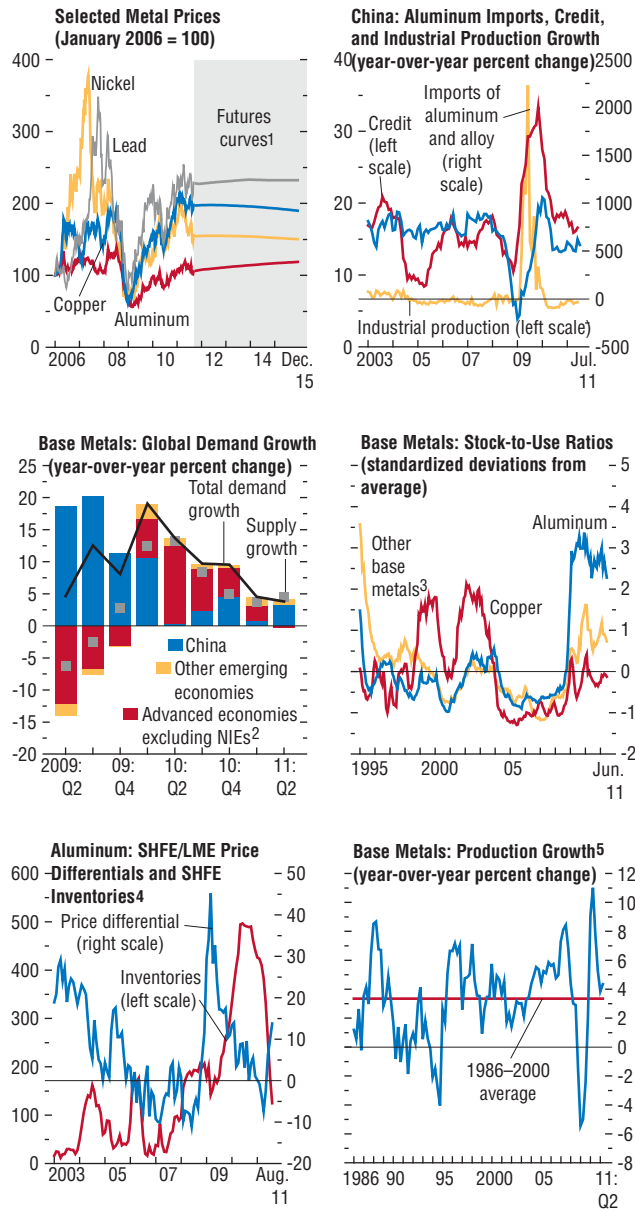 Selected Metal Prices
(January 2006 = 100)
400
300
200
100
0
Nickel
Lead
Futures
curves1
Copper
Aluminum
2006
08
10
12
14
Dec.
15
China: Aluminum Imports, Credit,
and Industrial Production Growth
(year-over-year percent change)
40
30
20
10
0
2500
2000
1500
1000
500
0
-500
Imports of
aluminum
and alloy
(right
scale)
Credit
(left
scale)
Industrial production (left scale)
2003
05
07
09
Jul.
11
Base Metals: Global Demand Growth
(year-over-year percent change)
25
20
15
10
5
0
-5
-10
-15
-20
Total demand
growth
Supply
growth
China
Other emerging
economies
Advanced economies
excluding NIEs2
2009:
Q2
09:
Q4
10:
Q2
10:
Q4
11:
Q2
Base Metals: Stock-to-Use Ratios
(standardized deviations from
average)
5
4
3
2
1
0
-1
-2
Aluminum
Other
base
metals3
Copper
1995
2000
05
Jun.
11
Aluminum: SHFE/LME Price
Differentials and SHFE
Inventories4
600
500
400
300
200
100
0
50
40
30
20
10
0
-10
-20
Price differential
(right scale)
Inventories
(left scale)
2003
05
07
09
Aug.
11
Base Metals: Production Growth5
(year-over-year percent change)
12
10
8
6
4
2
0
-2
-4
-6
-8
1986–2000
average
1986
90
95
2000
05
11:
Q2